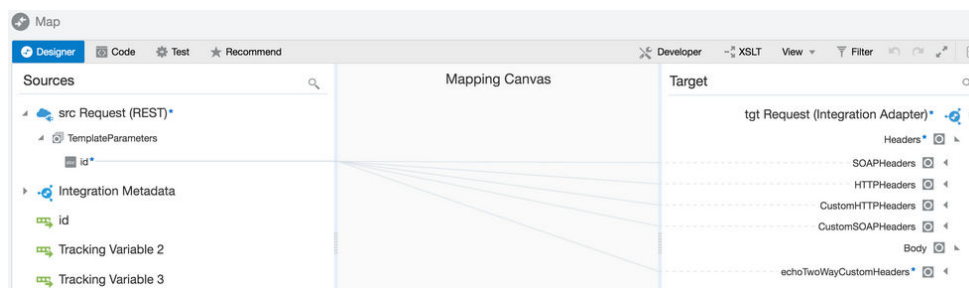 Map
Designer Code Test Recommend Developer XSLT View Filter
Sources Mapping Canvas Target
src Request (REST)* tgt Request (Integration Adapter)*
TemplateParameters Headers*
id* SOAPHeaders
Integration Metadata HTTPHeaders
id CustomHTTPHeaders
CustomSOAPHeaders
Tracking Variable 2 Body
Tracking Variable 3 echoTwoWayCustomHeaders*